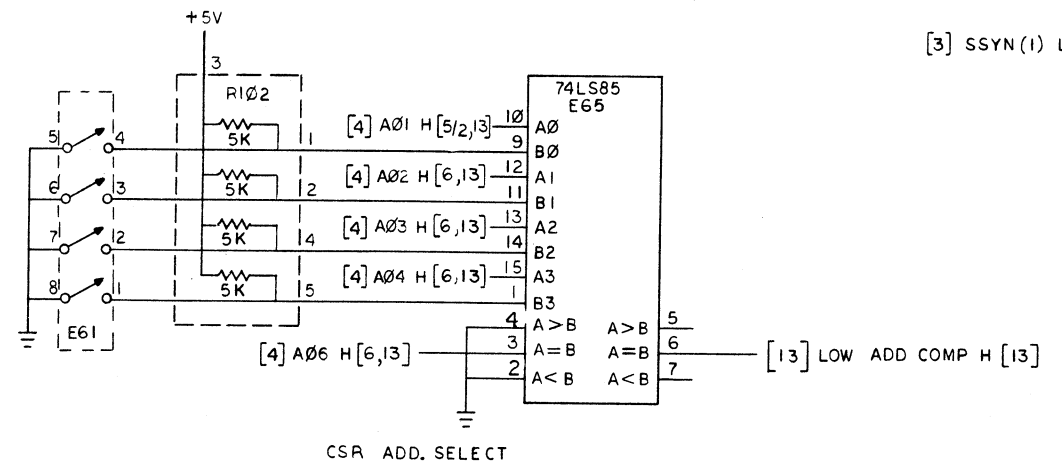 +5V
[3] SSYN(1) L
3
R1Ø2
74LS85
E65
5 4
5K
1
[4] AØ1 H [5/2,13]
10 AØ
9 BØ
6 3
5K
2
[4] AØ2 H [6,13]
12 A1
11 B1
7 2
5K
4
[4] AØ3 H [6,13]
13 A2
14 B2
8 1
5K
5
[4] AØ4 H [6,13]
15 A3
1 B3
E61
4 A>B A>B 5
[4] AØ6 H [6,13]
3 A=B A=B 6
[13] LOW ADD COMP H [13]
2 A<B A<B 7
CSR ADD. SELECT